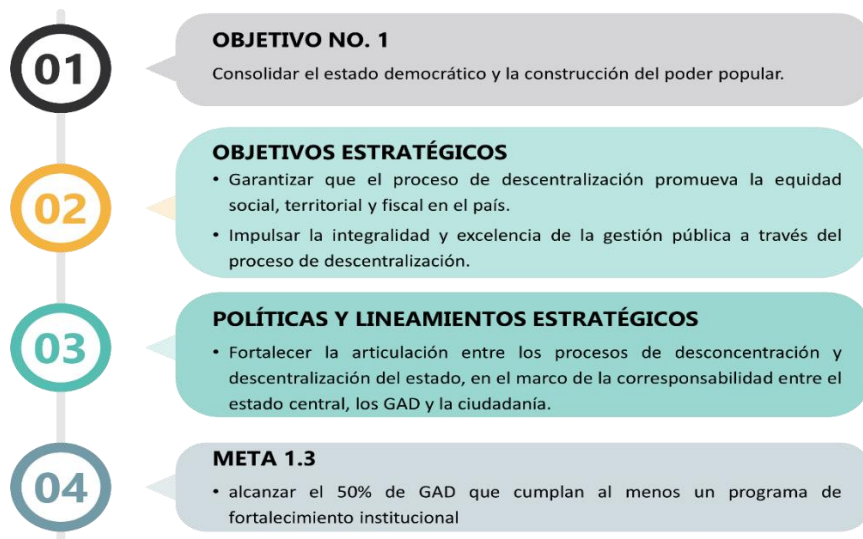 01
OBJETIVO NO. 1
Consolidar el estado democrático y la construcción del poder popular.
02
OBJETIVOS ESTRATÉGICOS
• Garantizar que el proceso de descentralización promueva la equidad
social, territorial y fiscal en el país.
• Impulsar la integralidad y excelencia de la gestión pública a través del
proceso de descentralización.
03
POLÍTICAS Y LINEAMIENTOS ESTRATÉGICOS
• Fortalecer la articulación entre los procesos de desconcentración y
descentralización del estado, en el marco de la corresponsabilidad entre el
estado central, los GAD y la ciudadanía.
04
META 1.3
• alcanzar el 50% de GAD que cumplan al menos un programa de
fortalecimiento institucional